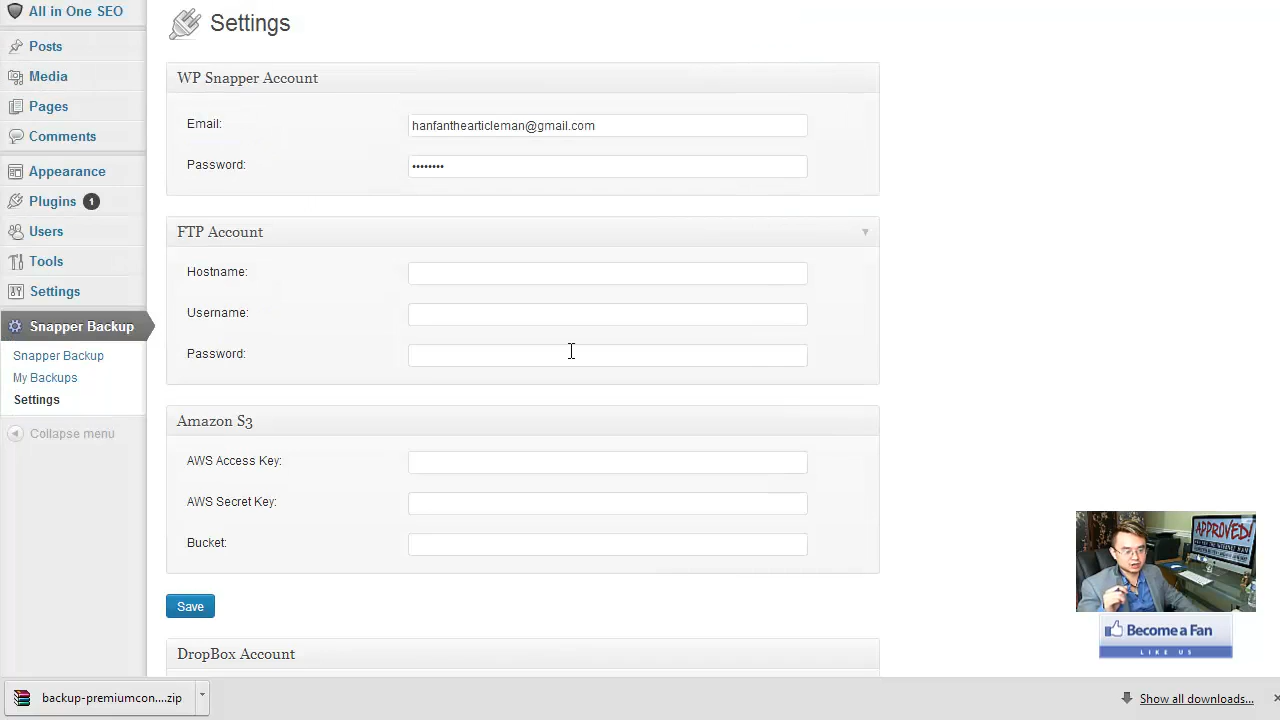 All in One SEO
Settings
Posts
Media
Pages
Comments
Appearance
Plugins 1
Users
Tools
Settings
Snapper Backup
Snapper Backup
My Backups
Settings
Collapse menu
WP Snapper Account
Email: hanfanthearticleman@gmail.com
Password: ••••••••
FTP Account
Hostname:
Username:
Password:
Amazon S3
AWS Access Key:
AWS Secret Key:
Bucket:
Save
DropBox Account
APPROVED!
Become a Fan
LIKE US
backup-premiumcon....zip
Show all downloads...